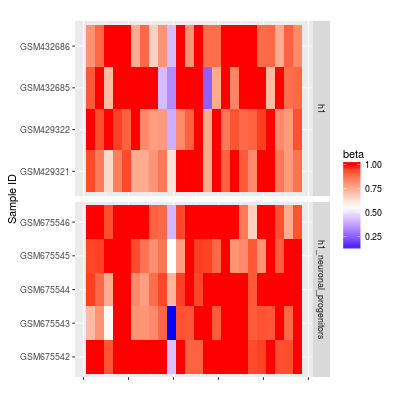 GSM432686
GSM432685
GSM429322
GSM429321
h1
GSM675546
GSM675545
GSM675544
GSM675543
GSM675542
h1_neuronal_progenitors
Sample ID
beta
1.00
0.75
0.50
0.25